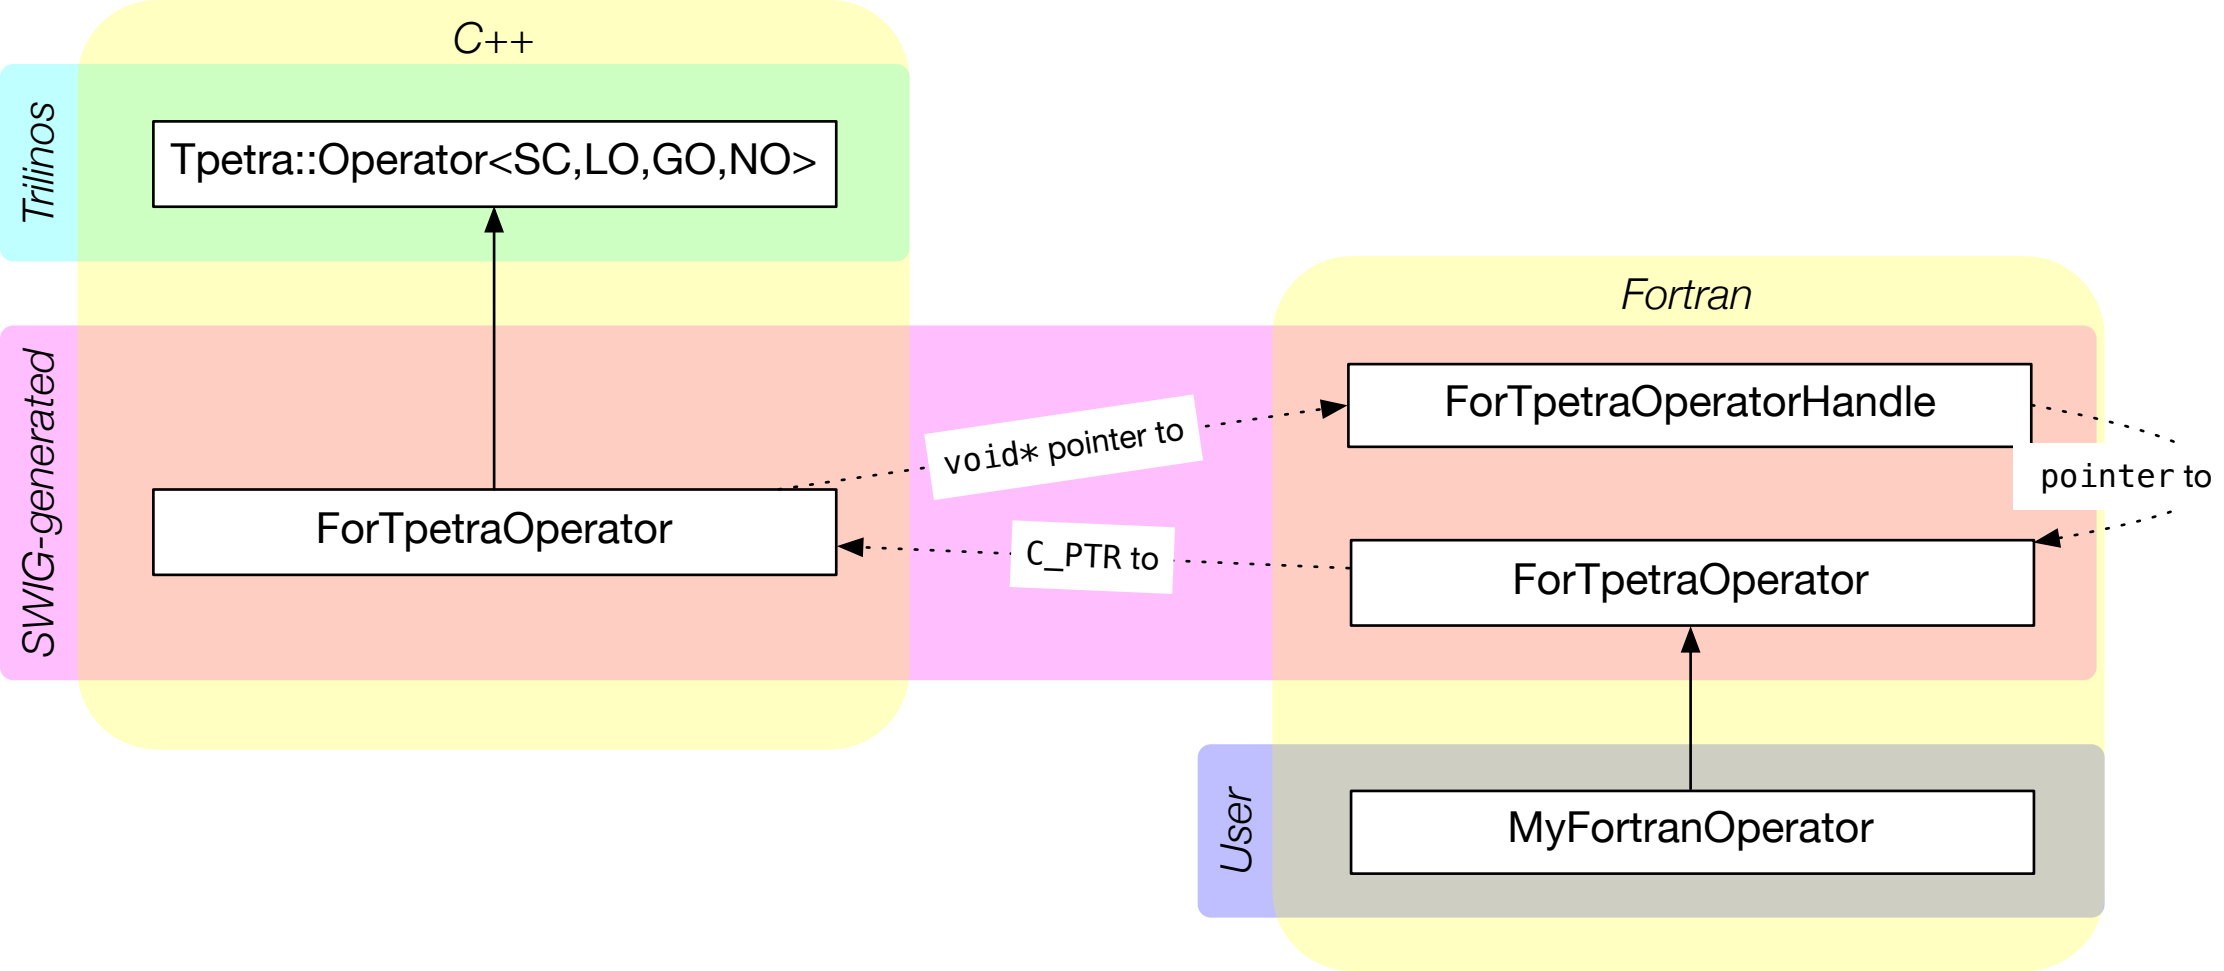 C++
Trilinos
Tpetra::Operator<SC,LO,GO,NO>
Fortran
SWIG-generated
ForTpetraOperatorHandle
void* pointer to
pointer to
ForTpetraOperator
C_PTR to
ForTpetraOperator
User
MyFortranOperator